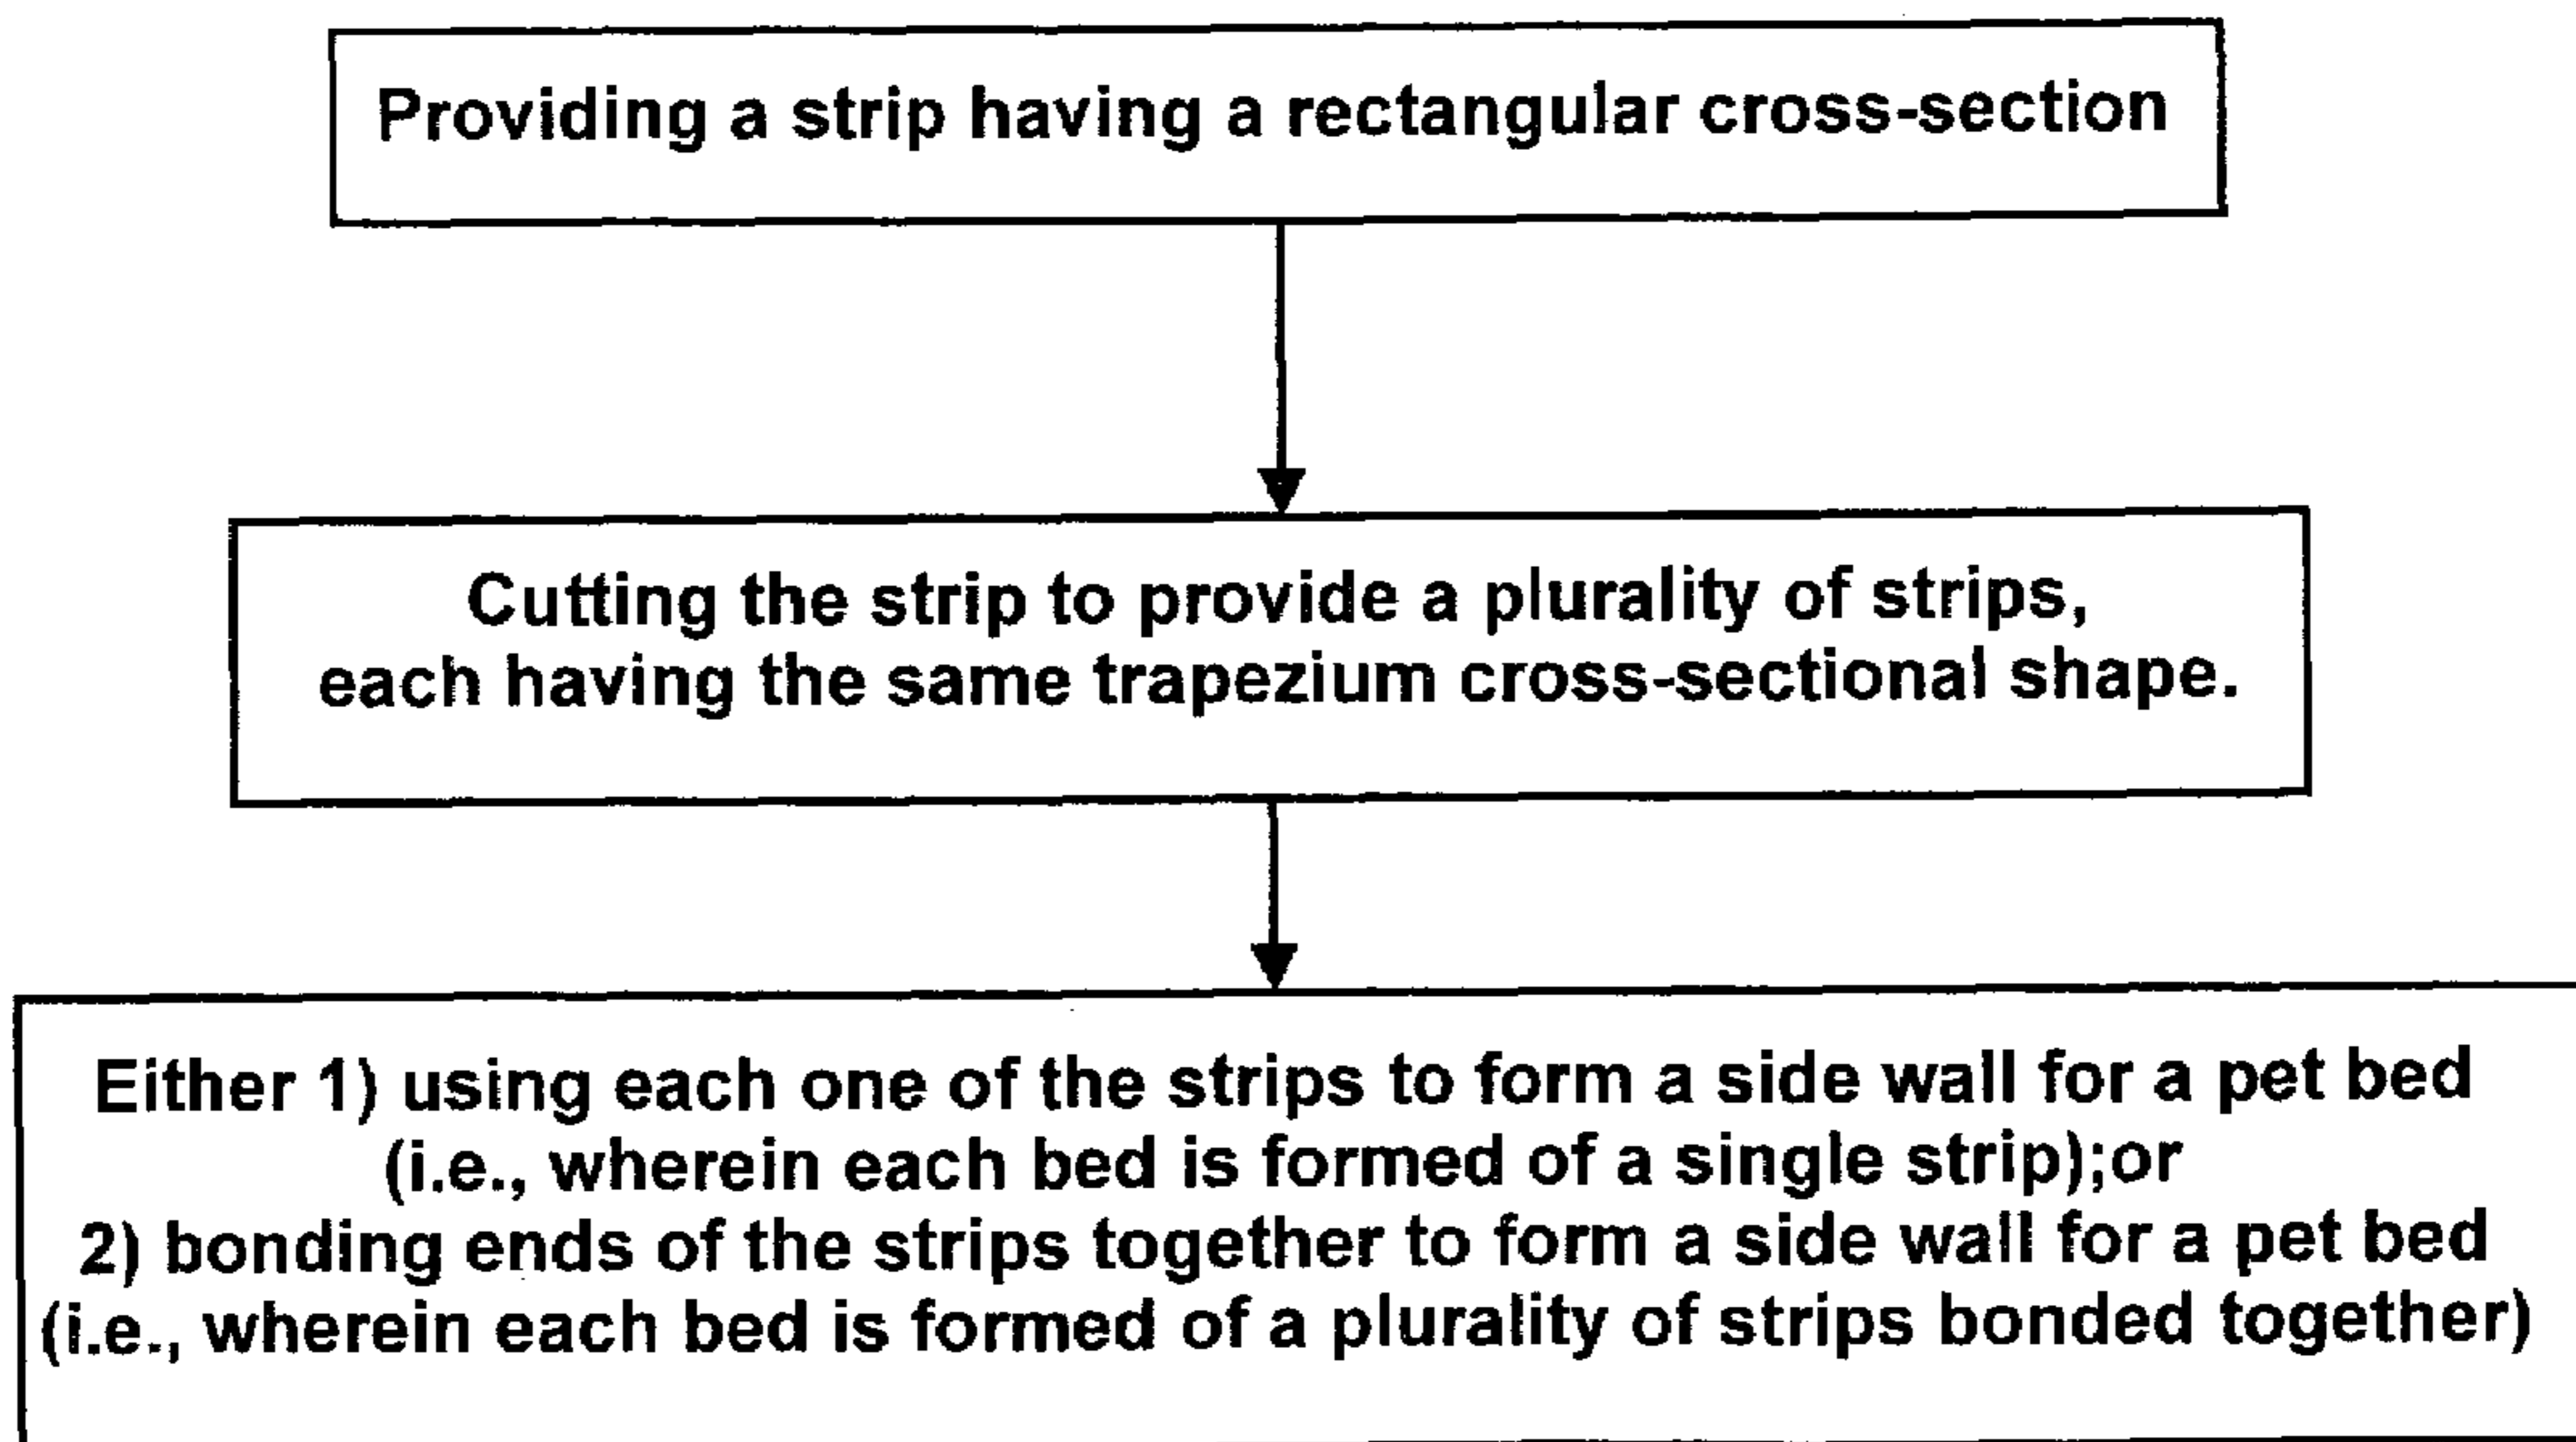 Providing a strip having a rectangular cross-section
Cutting the strip to provide a plurality of strips,
each having the same trapezium cross-sectional shape.
Either 1) using each one of the strips to form a side wall for a pet bed
(i.e., wherein each bed is formed of a single strip);or
2) bonding ends of the strips together to form a side wall for a pet bed
(i.e., wherein each bed is formed of a plurality of strips bonded together)